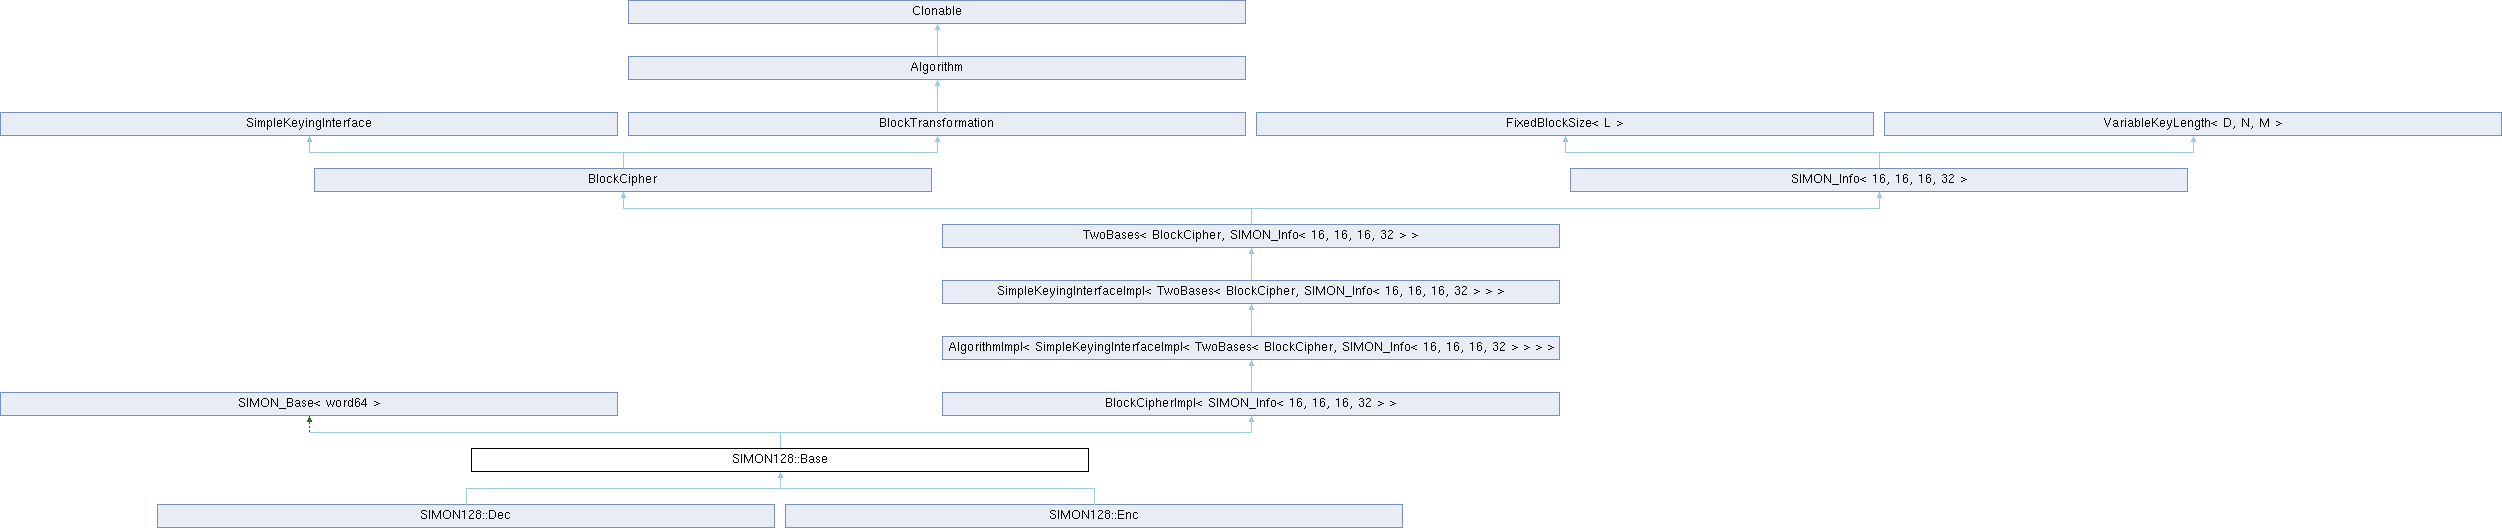 Clonable
Algorithm
SimpleKeyingInterface
BlockTransformation
FixedBlockSize< L >
VariableKeyLength< D, N, M >
BlockCipher
SIMON_Info< 16, 16, 16, 32 >
TwoBases< BlockCipher, SIMON_Info< 16, 16, 16, 32 > >
SimpleKeyingInterfaceImpl< TwoBases< BlockCipher, SIMON_Info< 16, 16, 16, 32 > > >
AlgorithmImpl< SimpleKeyingInterfaceImpl< TwoBases< BlockCipher, SIMON_Info< 16, 16, 16, 32 > > > >
SIMON_Base< word64 >
BlockCipherImpl< SIMON_Info< 16, 16, 16, 32 > >
SIMON128::Base
SIMON128::Dec
SIMON128::Enc